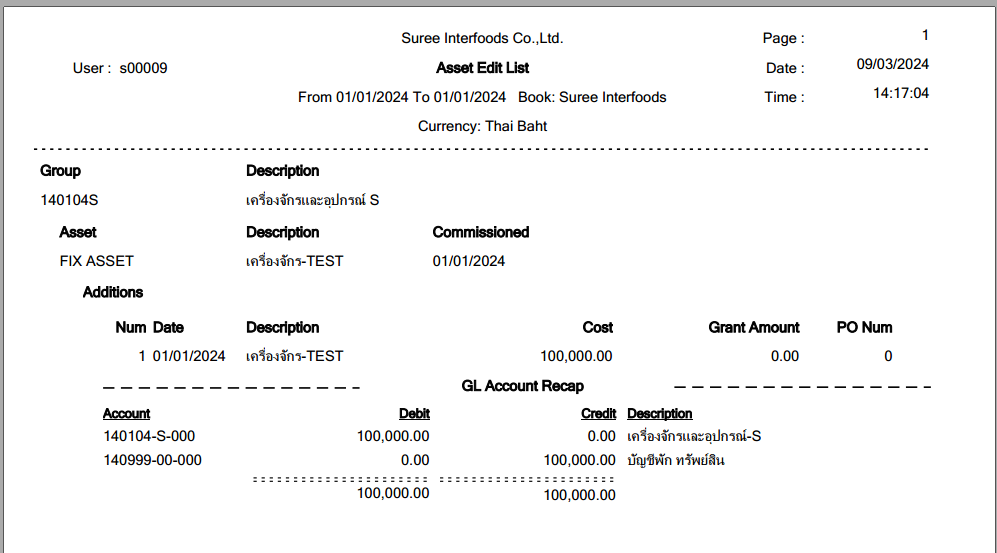 Suree Interfoods Co.,Ltd. Page : 1
User : s00009 Asset Edit List Date : 09/03/2024
From 01/01/2024 To 01/01/2024 Book: Suree Interfoods Time : 14:17:04
Currency: Thai Baht
Group Description
140104S เครื่องจักรและอุปกรณ์ S
Asset Description Commissioned
FIX ASSET เครื่องจักร-TEST 01/01/2024
Additions
Num Date Description Cost Grant Amount PO Num
1 01/01/2024 เครื่องจักร-TEST 100,000.00 0.00 0
GL Account Recap
Account Debit Credit Description
140104-S-000 100,000.00 0.00 เครื่องจักรและอุปกรณ์-S
140999-00-000 0.00 100,000.00 บัญชีพัก ทรัพย์สิน
100,000.00 100,000.00